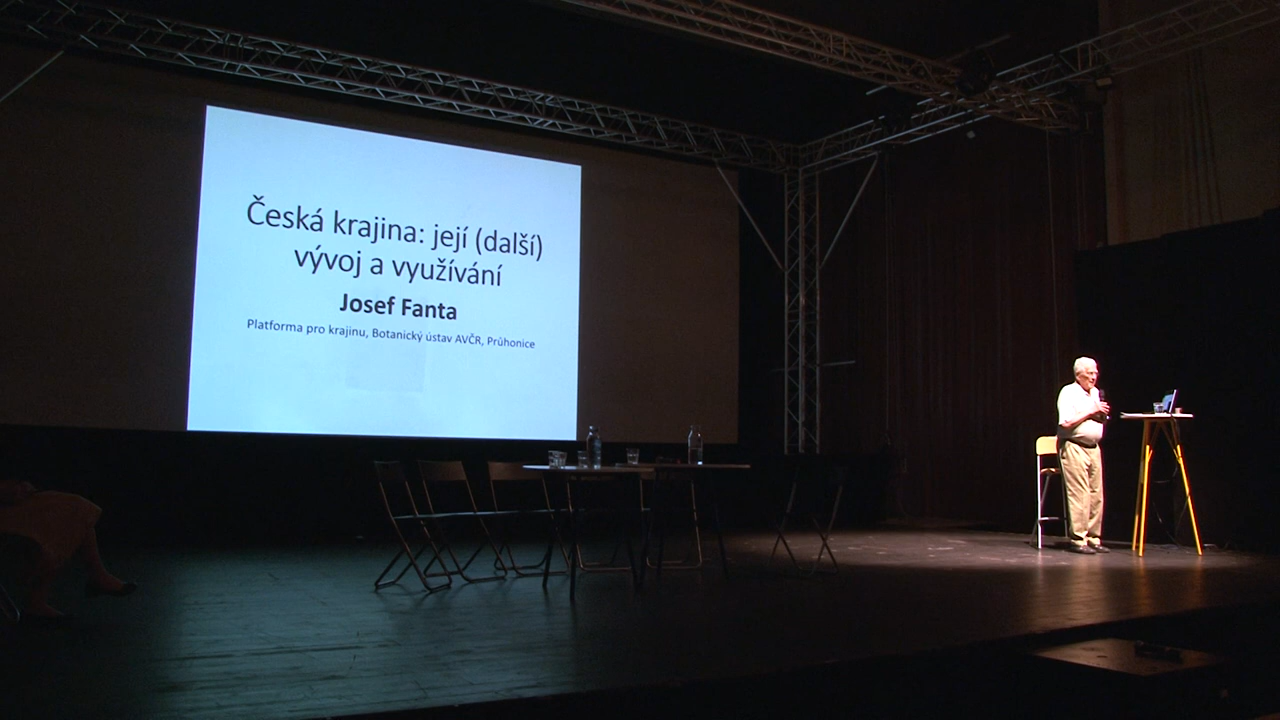 Česká krajina: její (další)
vývoj a využívání
Josef Fanta
Platforma pro krajinu, Botanický ústav AVČR, Průhonice